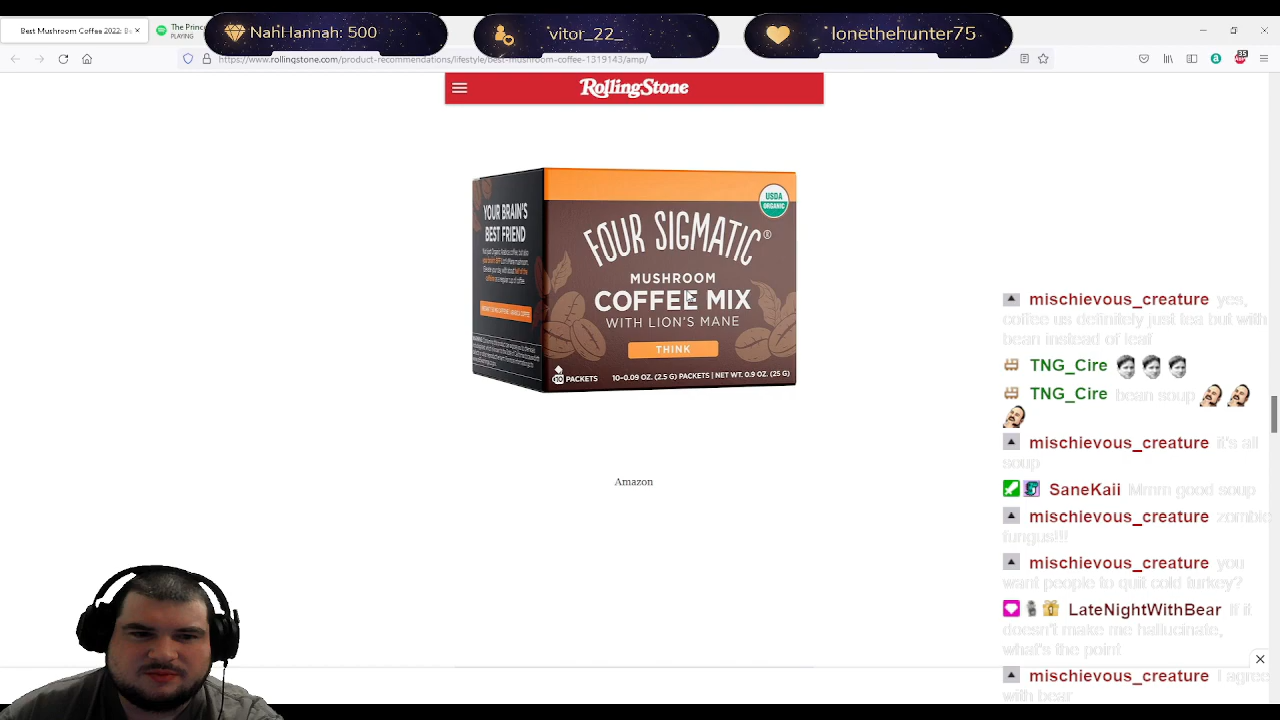 Best Mushroom Coffee 2022:
The Prince
PLAYING
NahHannah: 500
vitor_22_
lonethehunter75
https://www.rollingstone.com/product-recommendations/lifestyle/best-mushroom-coffee-1319143/amp/
RollingStone
USDA
ORGANIC
YOUR BRAIN'S
BEST FRIEND
FOUR SIGMATIC®
MUSHROOM
COFFEE MIX
WITH LION'S MANE
THINK
10 PACKETS
10-0.09 OZ. (2.5 G) PACKETS | NET WT. 0.9 OZ. (25 G)
Amazon
mischievous_creature yes,
coffee us definitely just tea but with
bean instead of leaf
TNG_Cire
TNG_Cire bean soup
mischievous_creature it's all
soup
SaneKaii Mmm good soup
mischievous_creature zombie
fungus!!!
mischievous_creature you
want people to quit cold turkey?
LateNightWithBear If it
doesn't make me hallucinate,
what's the point
mischievous_creature I agree
with bear